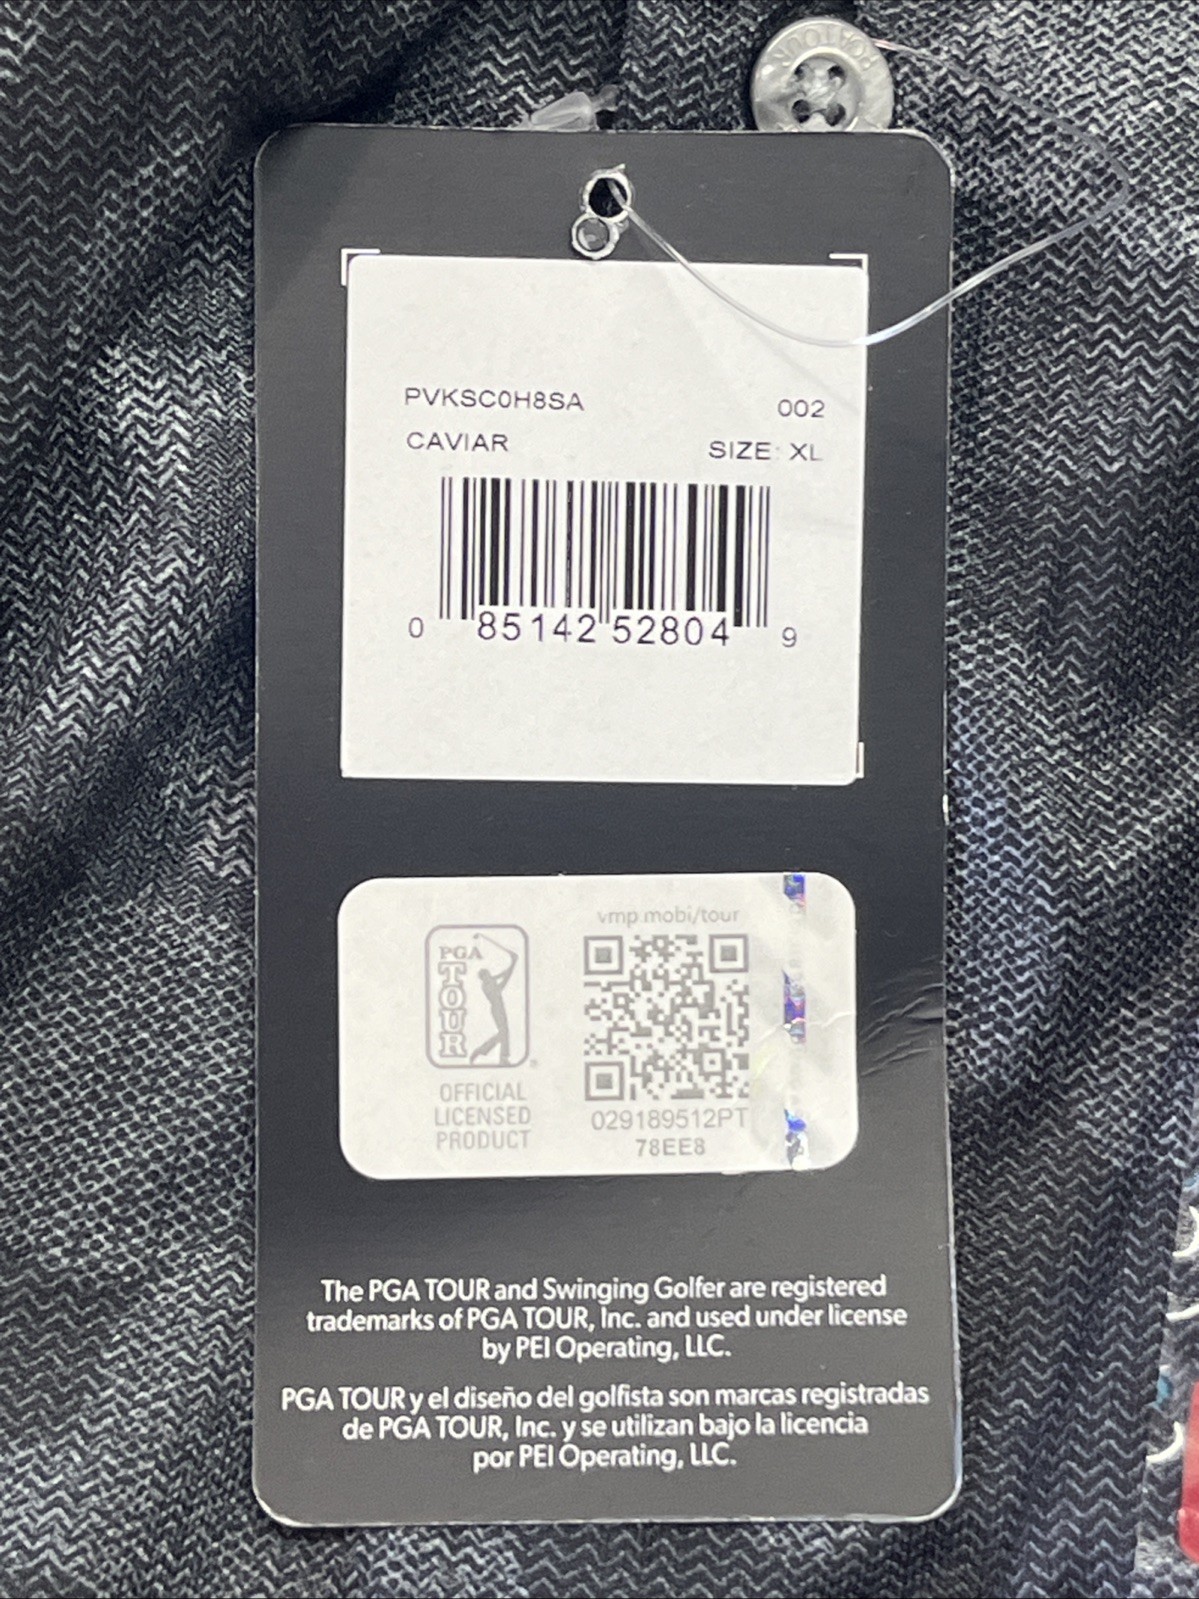 PGA TOUR
PVKSC0H8SA 002
CAVIAR SIZE: XL
0 85142 52804 9
vmp mobi/tour
PGA
TOUR
®
OFFICIAL
LICENSED
PRODUCT
029189512PT
78EE8
The PGA TOUR and Swinging Golfer are registered
trademarks of PGA TOUR, Inc. and used under license
by PEI Operating, LLC.
PGA TOUR y el diseño del golfista son marcas registradas
de PGA TOUR, Inc. y se utilizan bajo la licencia
por PEI Operating, LLC.